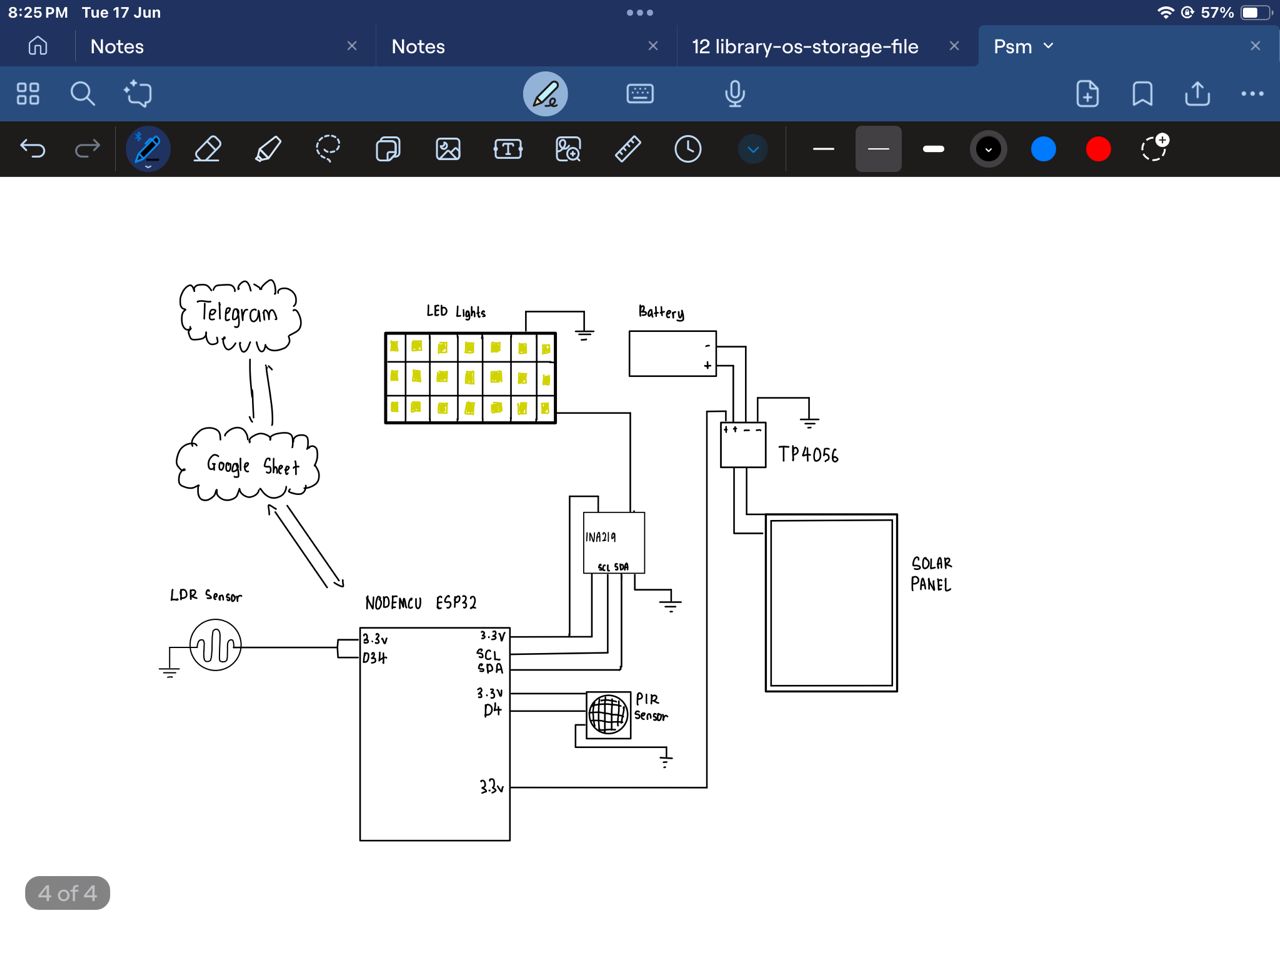 8:25 PM Tue 17 Jun
57%
Notes
Notes
12 library-os-storage-file
Psm
Telegram
Google Sheet
LED Lights
Battery
-
+
+ + - -
TP4056
INA219
SCL SDA
SOLAR
PANEL
LDR Sensor
NODEMCU ESP32
3.3v
D34
3.3v
SCL
SDA
3.3v
D4
3.3v
PIR
Sensor
4 of 4